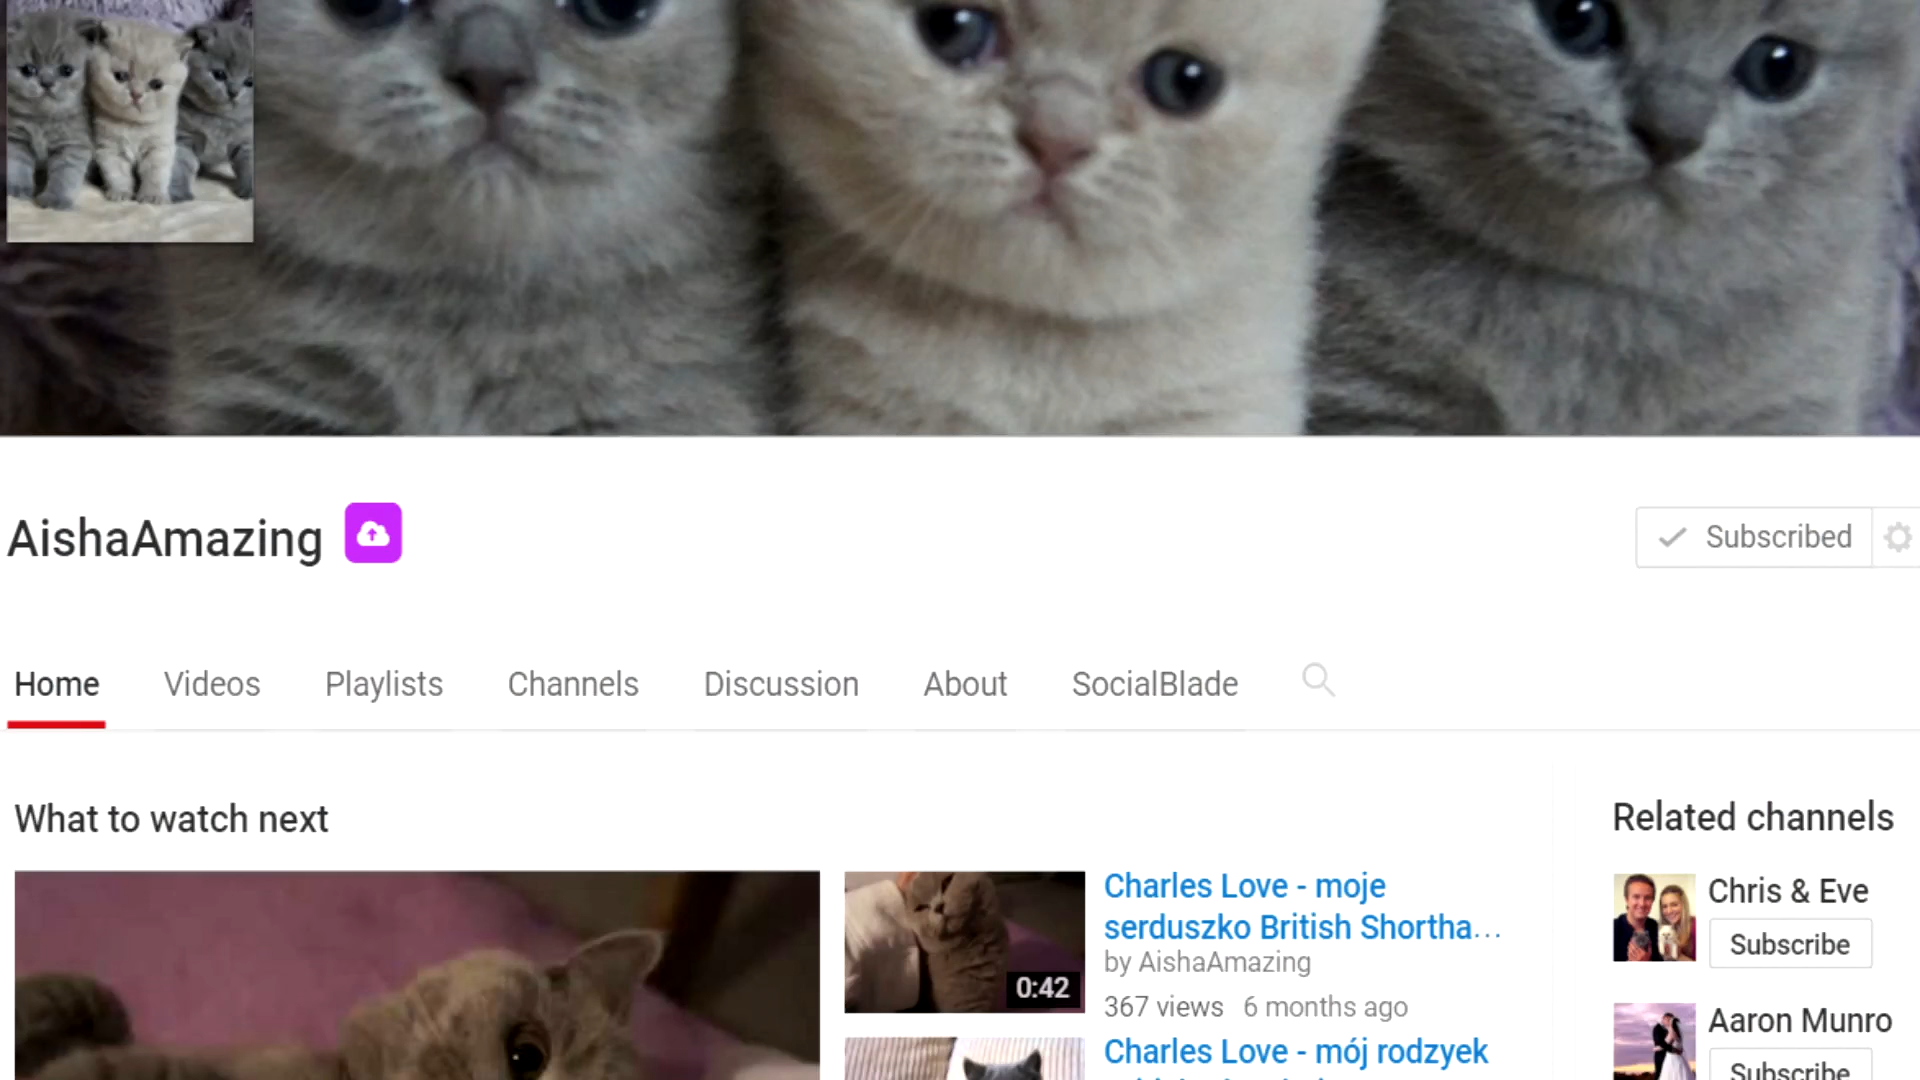 AishaAmazing
Subscribed
Home Videos Playlists Channels Discussion About SocialBlade
What to watch next
Charles Love - moje
serduszko British Shortha...
by AishaAmazing
367 views 6 months ago
0:42
Charles Love - mój rodzyek
Related channels
Chris & Eve
Subscribe
Aaron Munro
Subscribe